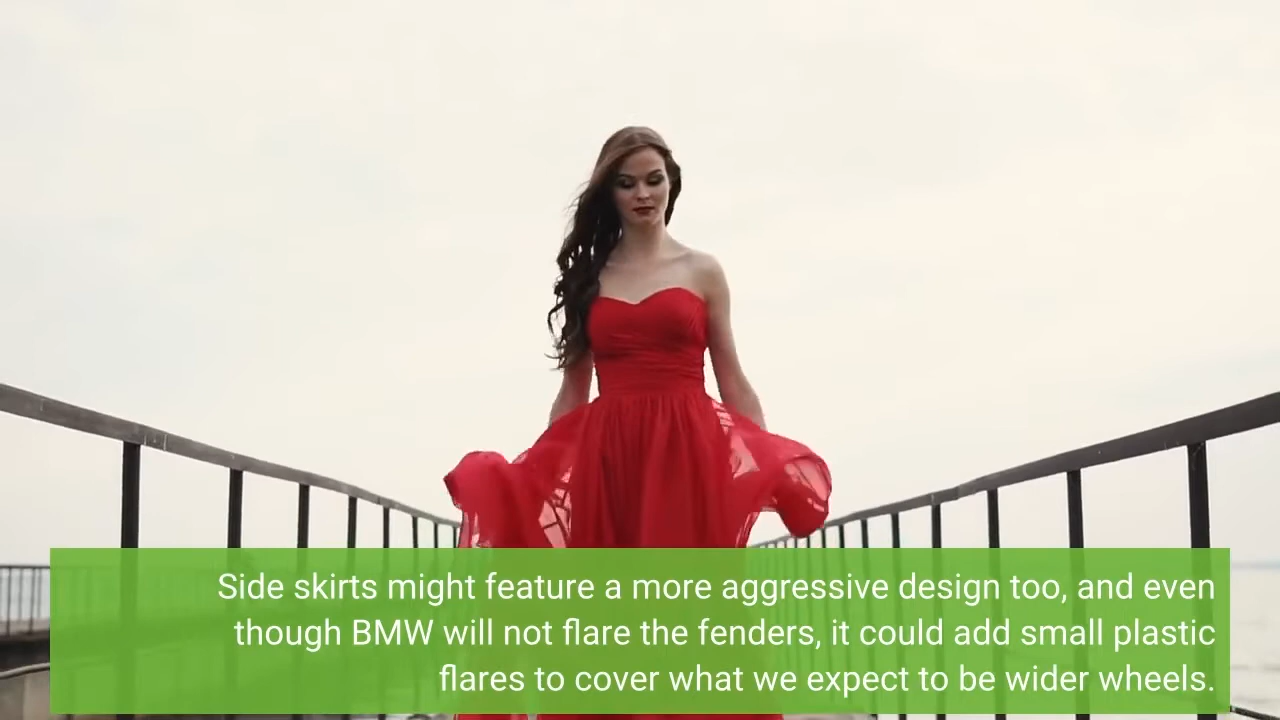 Side skirts might feature a more aggressive design too, and even
though BMW will not flare the fenders, it could add small plastic
flares to cover what we expect to be wider wheels.